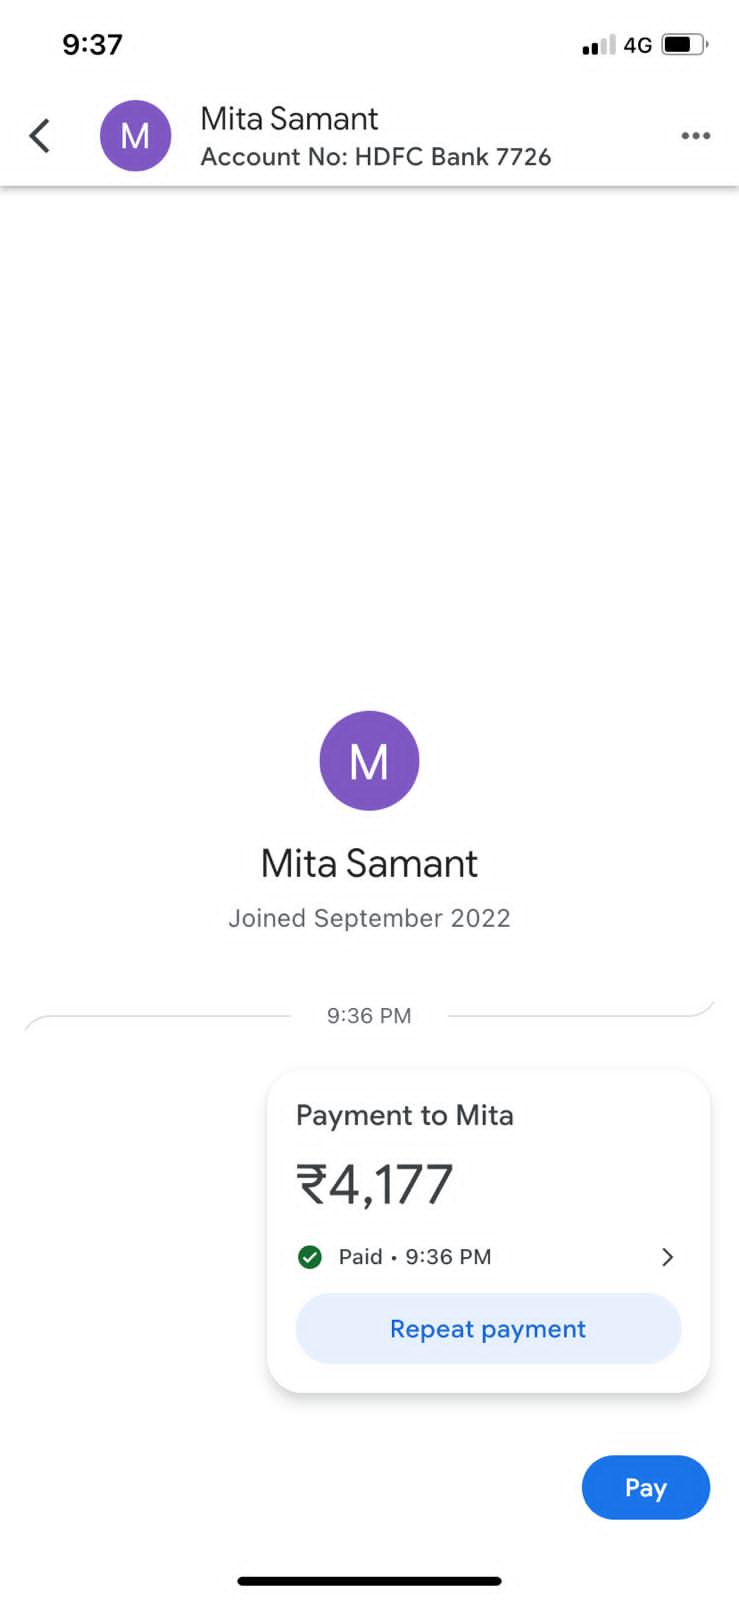 9:37
4G
M
Mita Samant
Account No: HDFC Bank 7726
M
Mita Samant
Joined September 2022
9:36 PM
Payment to Mita
₹4,177
Paid • 9:36 PM
Repeat payment
Pay